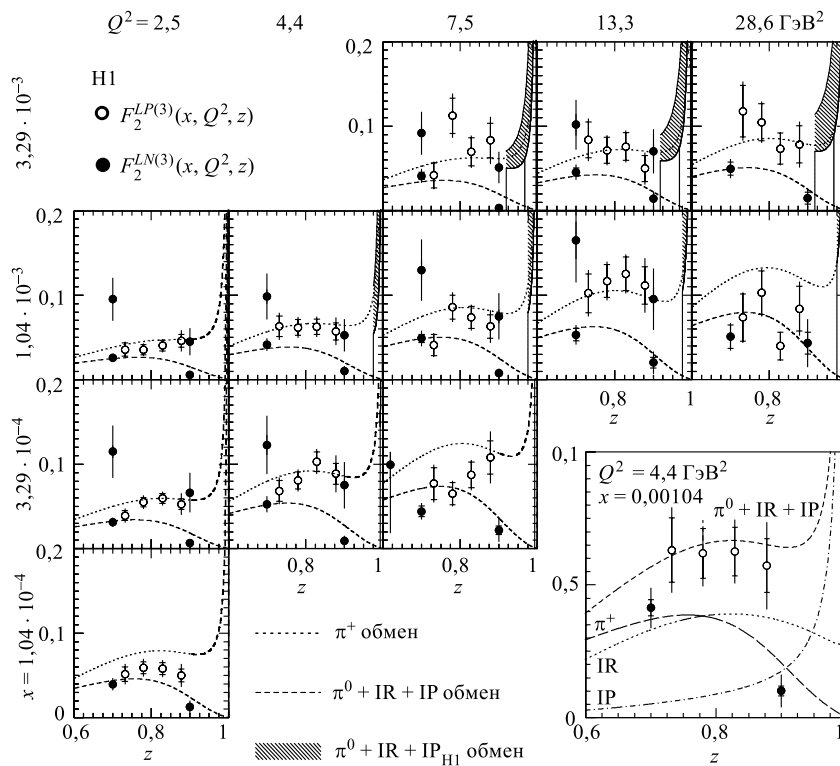 Q² = 2,5 4,4 7,5 13,3 28,6 ГэВ²
0,2
3,29 · 10⁻³
H1
F₂^{LP(3)}(x, Q², z)
0,1
F₂^{LN(3)}(x, Q², z)
0,2
1,04 · 10⁻³
0,1
0,2
0,8 1 0,8 1
z z
3,29 · 10⁻⁴
0,1
0,1
Q² = 4,4 ГэВ²
x = 0,00104
π⁰ + IR + IP
0,2
0,8 1 0,8 1
z z
0,5
x = 1,04 · 10⁻⁴
0,1
π⁺
π⁺ обмен
IR
π⁰ + IR + IP обмен
IP
0
0
0,6 0,8 1
0,6 0,8 1
z
z
π⁰ + IR + IP_{H1} обмен